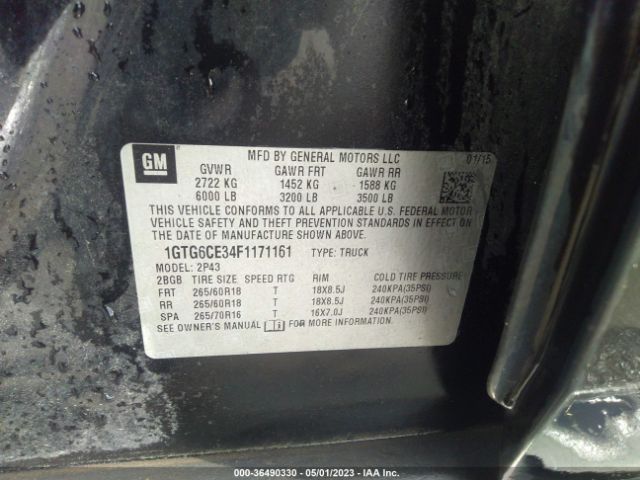 GM
MFD BY GENERAL MOTORS LLC 01/15
GVWR GAWR FRT GAWR RR
2722 KG 1452 KG 1588 KG
6000 LB 3200 LB 3500 LB
THIS VEHICLE CONFORMS TO ALL APPLICABLE U.S. FEDERAL MOTOR
VEHICLE SAFETY AND THEFT PREVENTION STANDARDS IN EFFECT ON
THE DATE OF MANUFACTURE SHOWN ABOVE.
1GTG6CE34F1171161 TYPE: TRUCK
MODEL: 2P43
2BGB TIRE SIZE SPEED RTG RIM COLD TIRE PRESSURE
FRT 265/60R18 T 18X8.5J 240KPA(35PSI)
RR 265/60R18 T 18X8.5J 240KPA(35PSI)
SPA 265/70R16 T 16X7.0J 240KPA(35PSI)
SEE OWNER'S MANUAL FOR MORE INFORMATION.
000-36490330 - 05/01/2023 - IAA Inc.